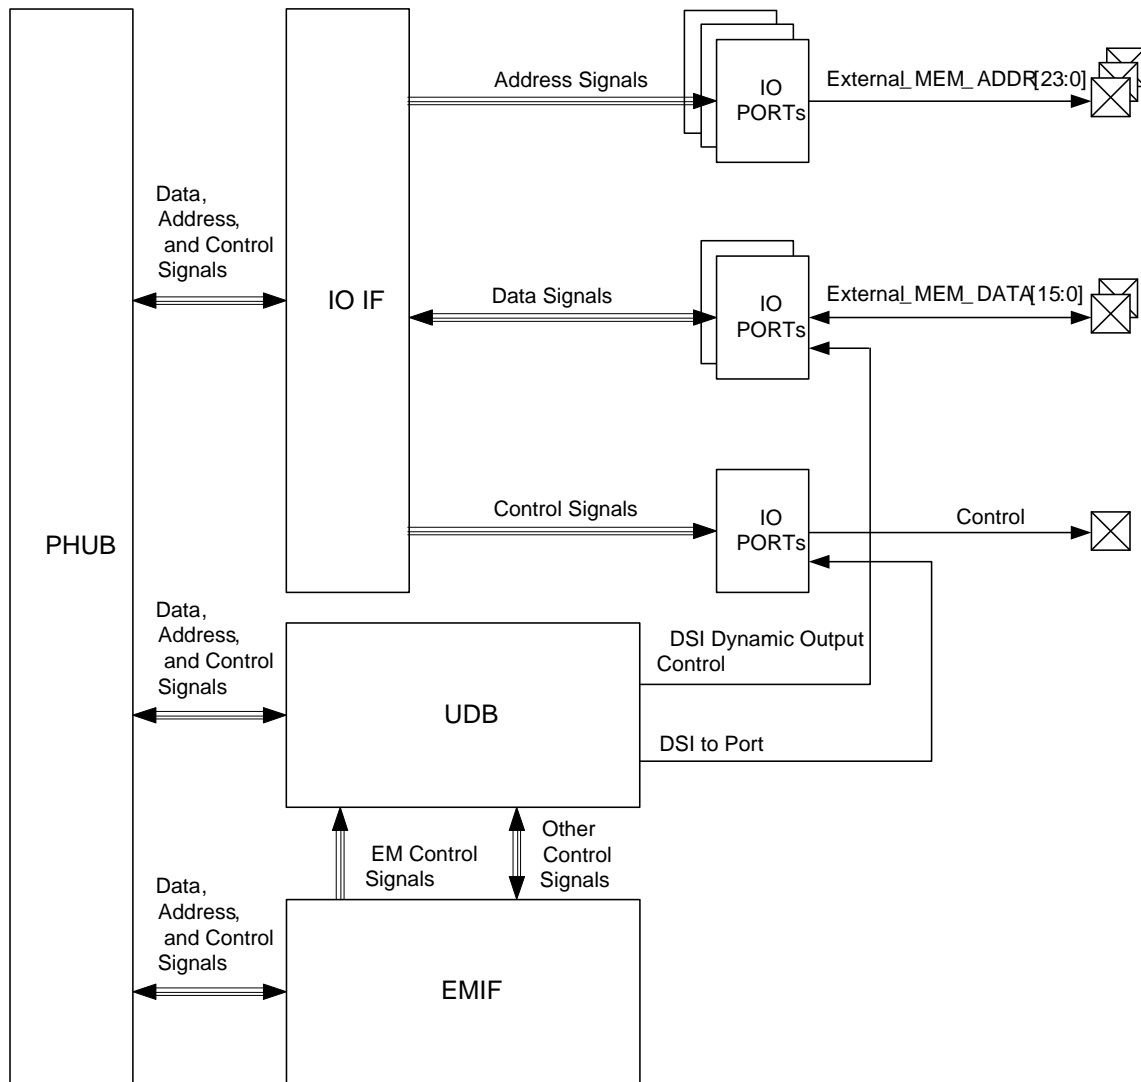 Address Signals
IO
PORTs
External_MEM_ADDR[23:0]
Data,
Address,
and Control
Signals
IO IF
Data Signals
IO
PORTs
External_MEM_DATA[15:0]
PHUB
Control Signals
IO
PORTs
Control
Data,
Address,
and Control
Signals
UDB
DSI Dynamic Output
Control
DSI to Port
EM Control
Signals
Other
Control
Signals
Data,
Address,
and Control
Signals
EMIF